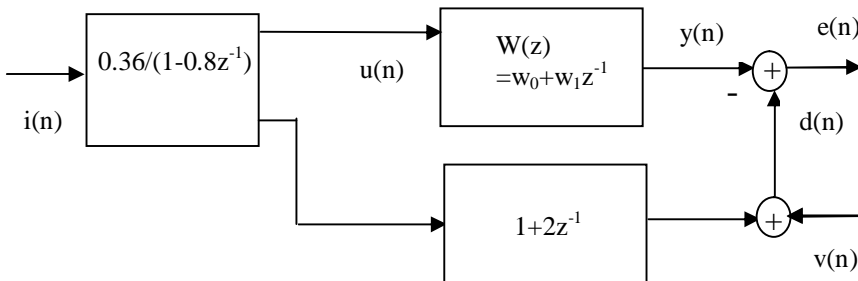 0.36/(1-0.8z⁻¹)
i(n)
u(n)
W(z)
=w₀+w₁z⁻¹
y(n)
e(n)
+
-
d(n)
1+2z⁻¹
+
v(n)